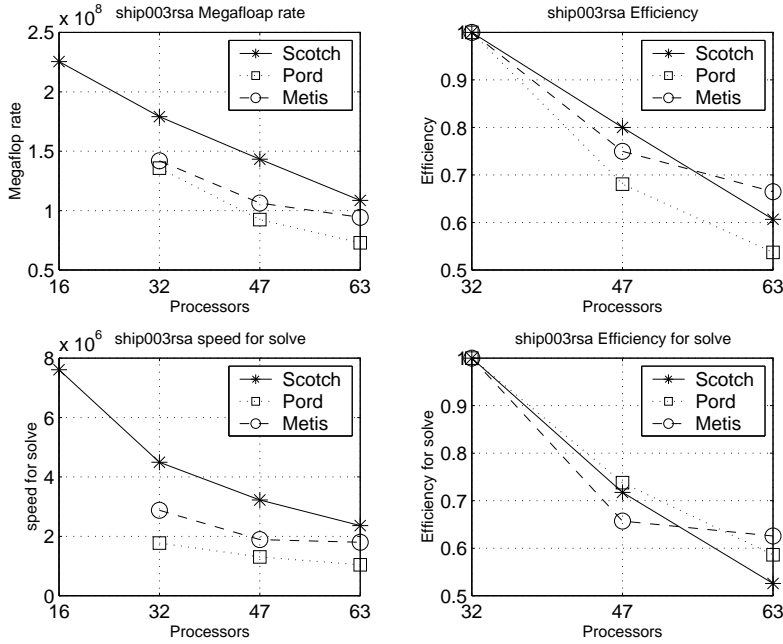 ship003rsa Megafloap rate
x 10^8
2.5
2
1.5
1
0.5
Megaflop rate
16
32
47
63
Processors
Scotch
Pord
Metis
ship003rsa Efficiency
1
0.9
0.8
0.7
0.6
0.5
Efficiency
32
47
63
Processors
Scotch
Pord
Metis
ship003rsa speed for solve
x 10^6
8
6
4
2
0
speed for solve
16
32
47
63
Processors
Scotch
Pord
Metis
ship003rsa Efficiency for solve
1
0.9
0.8
0.7
0.6
0.5
Efficiency for solve
32
47
63
Processors
Scotch
Pord
Metis